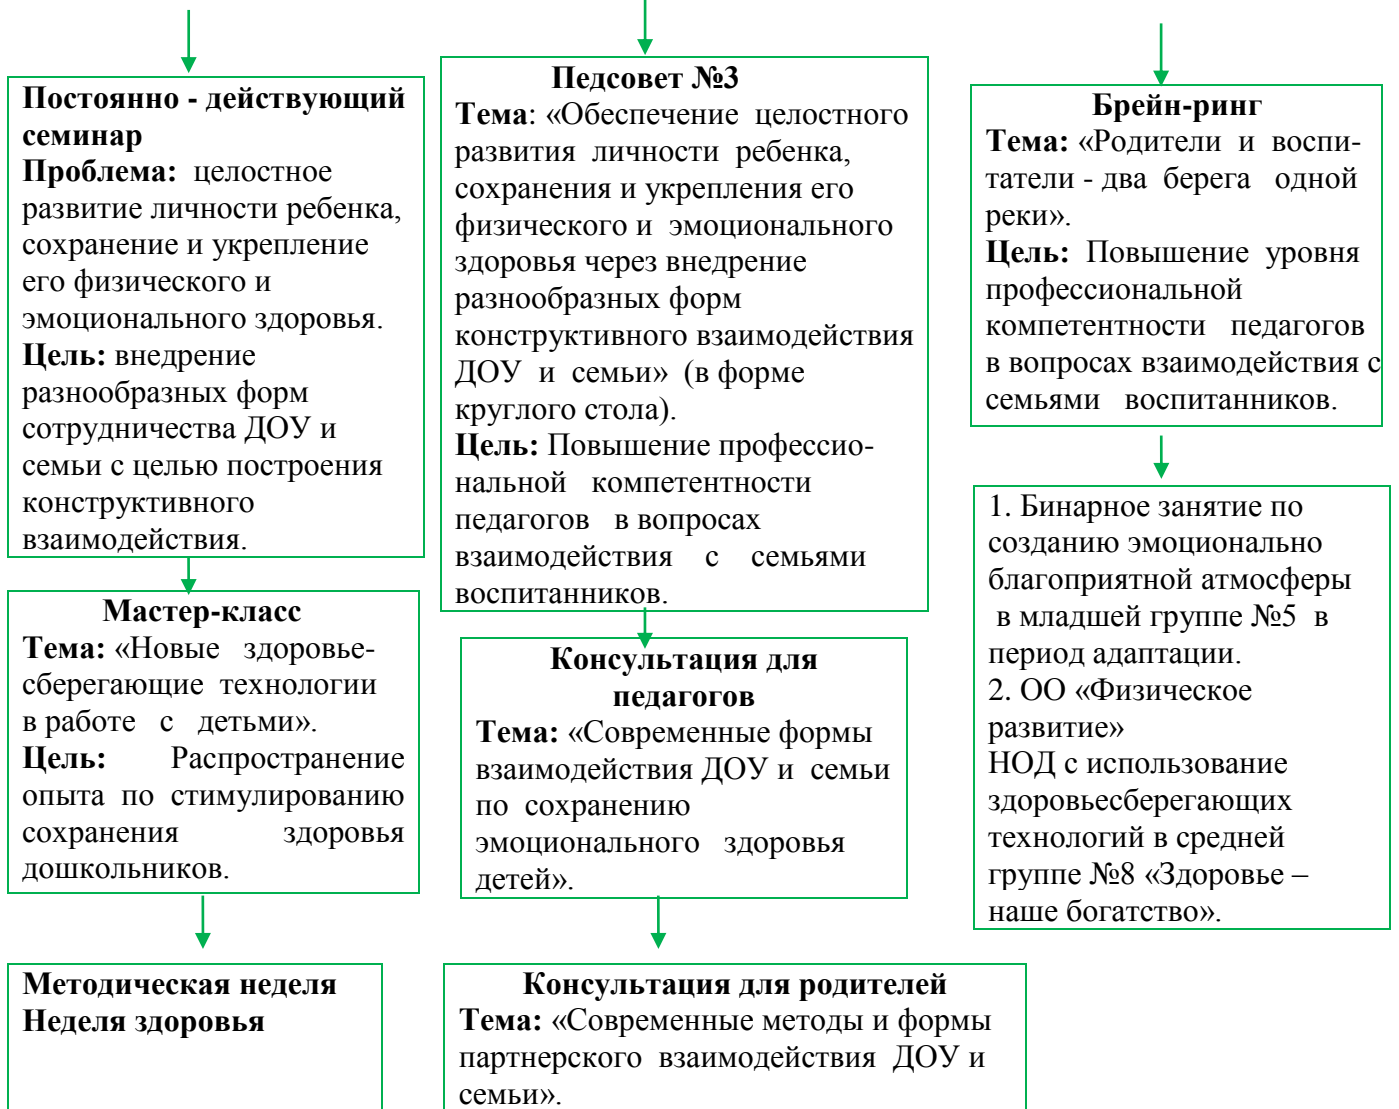 Постоянно - действующий
семинар
Проблема: целостное
развитие личности ребенка,
сохранение и укрепление
его физического и
эмоционального здоровья.
Цель: внедрение
разнообразных форм
сотрудничества ДОУ и
семьи с целью построения
конструктивного
взаимодействия.
Мастер-класс
Тема: «Новые здоровье-
сберегающие технологии
в работе с детьми».
Цель: Распространение
опыта по стимулированию
сохранения здоровья
дошкольников.
Методическая неделя
Неделя здоровья
Педсовет №3
Тема: «Обеспечение целостного
развития личности ребенка,
сохранения и укрепления его
физического и эмоционального
здоровья через внедрение
разнообразных форм
конструктивного взаимодействия
ДОУ и семьи» (в форме
круглого стола).
Цель: Повышение профессио-
нальной компетентности
педагогов в вопросах
взаимодействия с семьями
воспитанников.
Консультация для
педагогов
Тема: «Современные формы
взаимодействия ДОУ и семьи
по сохранению
эмоционального здоровья
детей».
Консультация для родителей
Тема: «Современные методы и формы
партнерского взаимодействия ДОУ и
семьи».
Брейн-ринг
Тема: «Родители и воспи-
татели - два берега одной
реки».
Цель: Повышение уровня
профессиональной
компетентности педагогов
в вопросах взаимодействия с
семьями воспитанников.
1. Бинарное занятие по
созданию эмоционально
благоприятной атмосферы
в младшей группе №5 в
период адаптации.
2. ОО «Физическое
развитие»
НОД с использование
здоровьесберегающих
технологий в средней
группе №8 «Здоровье –
наше богатство».